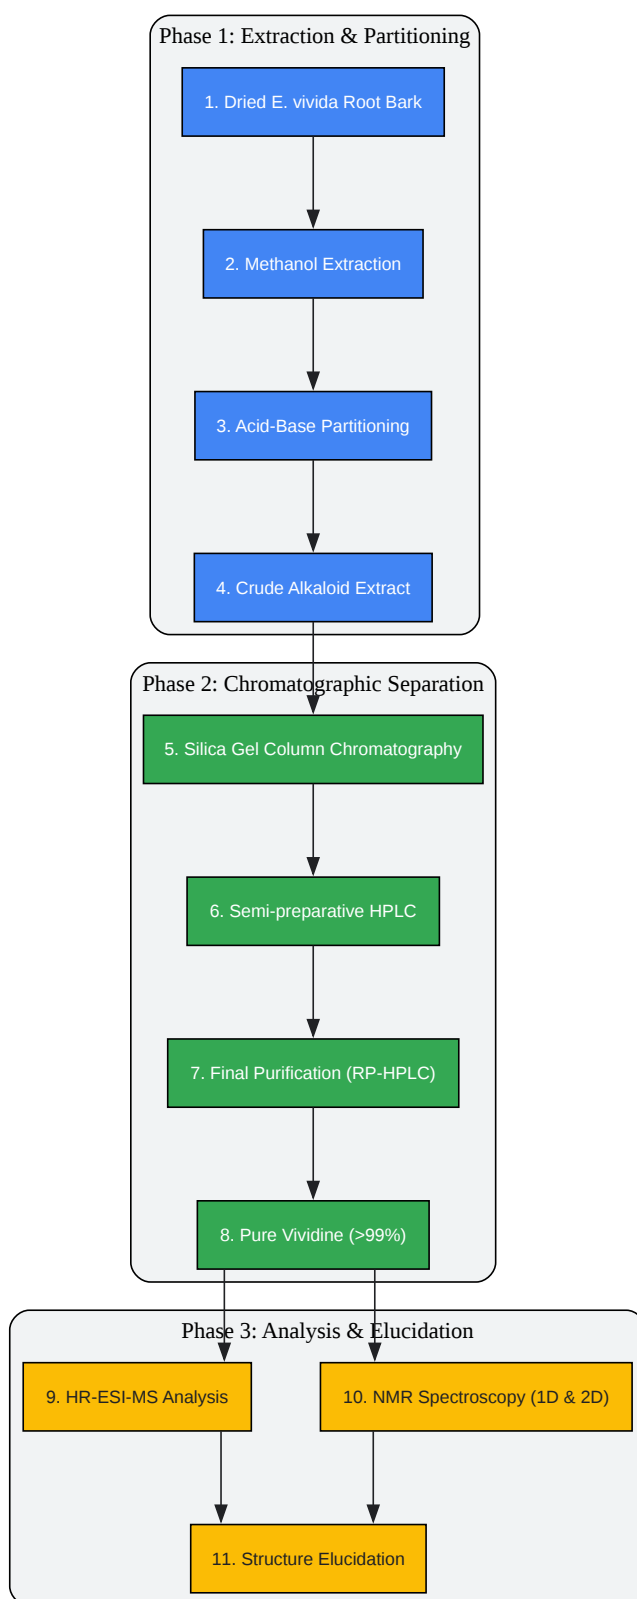 Phase 1: Extraction & Partitioning
1. Dried E. vivida Root Bark
2. Methanol Extraction
3. Acid-Base Partitioning
4. Crude Alkaloid Extract
Phase 2: Chromatographic Separation
5. Silica Gel Column Chromatography
6. Semi-preparative HPLC
7. Final Purification (RP-HPLC)
8. Pure Vividine (>99%)
Phase 3: Analysis & Elucidation
9. HR-ESI-MS Analysis
10. NMR Spectroscopy (1D & 2D)
11. Structure Elucidation